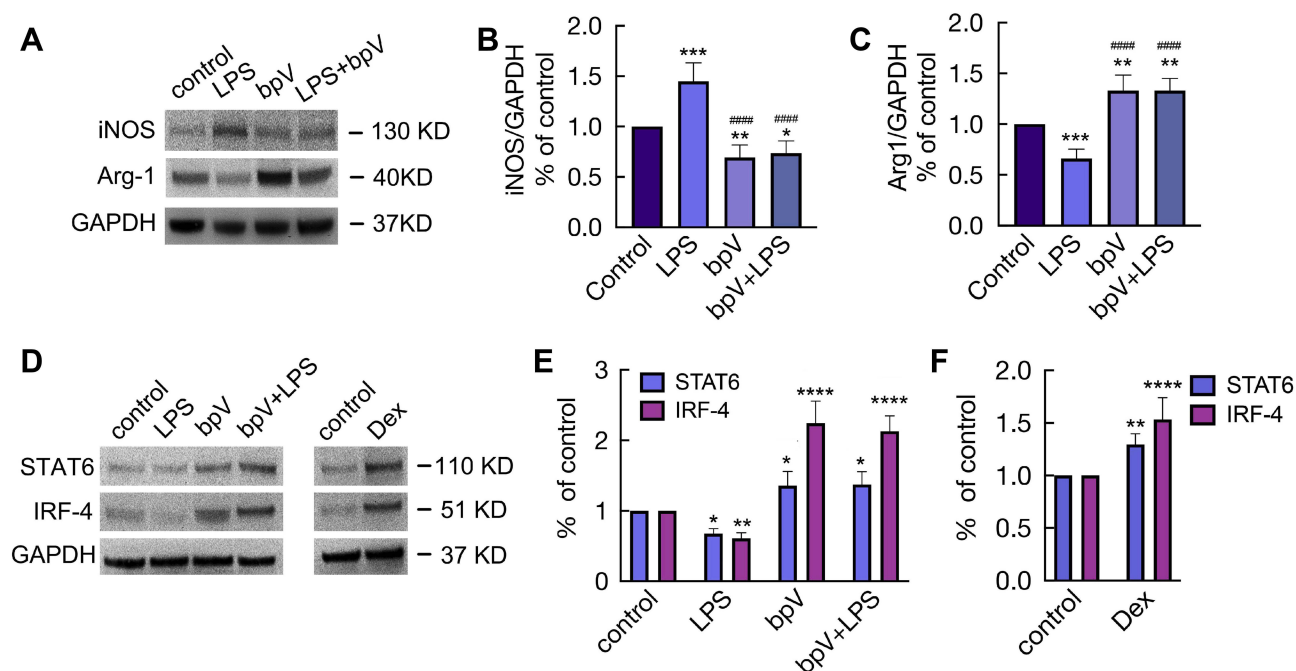 A
control
LPS
bpV
LPS+bpV
iNOS
– 130 KD
Arg-1
– 40KD
GAPDH
– 37KD
B
iNOS/GAPDH
% of control
2.0
1.5
1.0
0.5
0.0
***
####
**
####
*
Control
LPS
bpV
bpV+LPS
C
Arg1/GAPDH
% of control
2.0
1.5
1.0
0.5
0.0
***
####
**
####
**
Control
LPS
bpV
bpV+LPS
D
control
LPS
bpV
bpV+LPS
control
Dex
STAT6
–110 KD
IRF-4
– 51 KD
GAPDH
– 37 KD
E
% of control
3
2
1
0
STAT6
IRF-4
*
**
*
****
*
****
control
LPS
bpV
bpV+LPS
F
% of control
2.0
1.5
1.0
0.5
0.0
**
****
STAT6
IRF-4
control
Dex